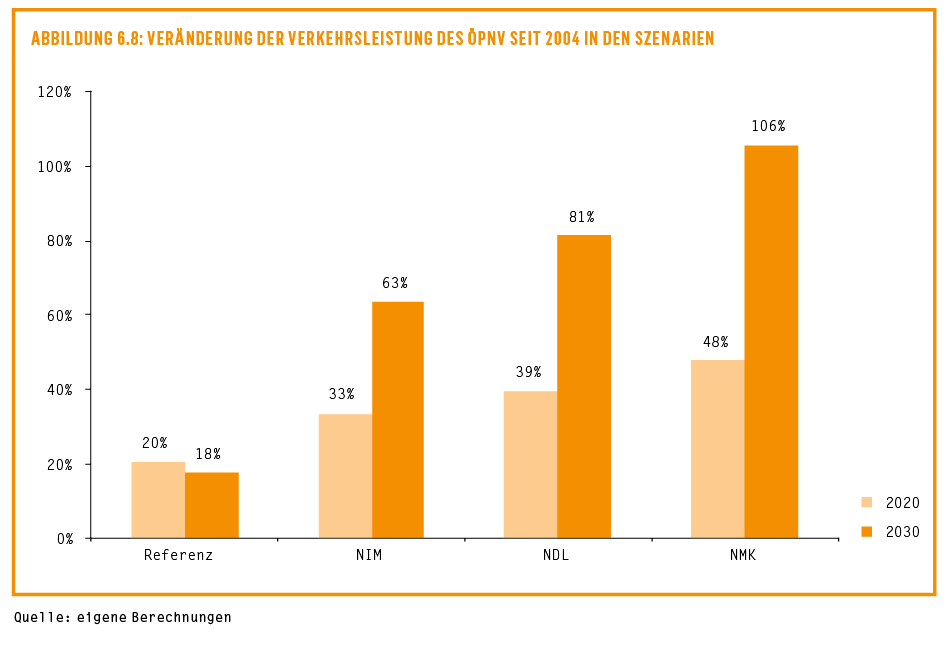 ABBILDUNG 6.8: VERÄNDERUNG DER VERKEHRSLEISTUNG DES ÖPNV SEIT 2004 IN DEN SZENARIEN
120%
100%
80%
60%
40%
20%
0%
20%
18%
33%
63%
39%
81%
48%
106%
Referenz
NIM
NDL
NMK
2020
2030
Quelle: eigene Berechnungen